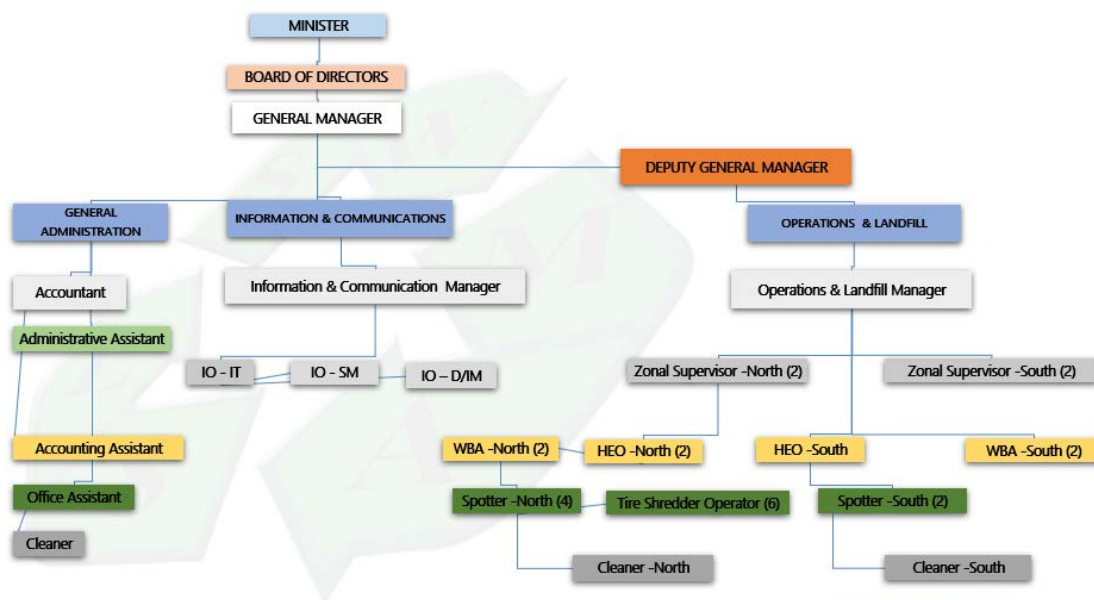 MINISTER
BOARD OF DIRECTORS
GENERAL MANAGER
DEPUTY GENERAL MANAGER
GENERAL
ADMINISTRATION
INFORMATION & COMMUNICATIONS
OPERATIONS & LANDFILL
Accountant
Information & Communication Manager
Operations & Landfill Manager
Administrative Assistant
IO - IT
IO - SM
IO – D/IM
Zonal Supervisor -North (2)
Zonal Supervisor -South (2)
Accounting Assistant
WBA -North (2)
HEO -North (2)
HEO -South
WBA -South (2)
Office Assistant
Spotter -North (4)
Tire Shredder Operator (6)
Spotter -South (2)
Cleaner
Cleaner -North
Cleaner -South